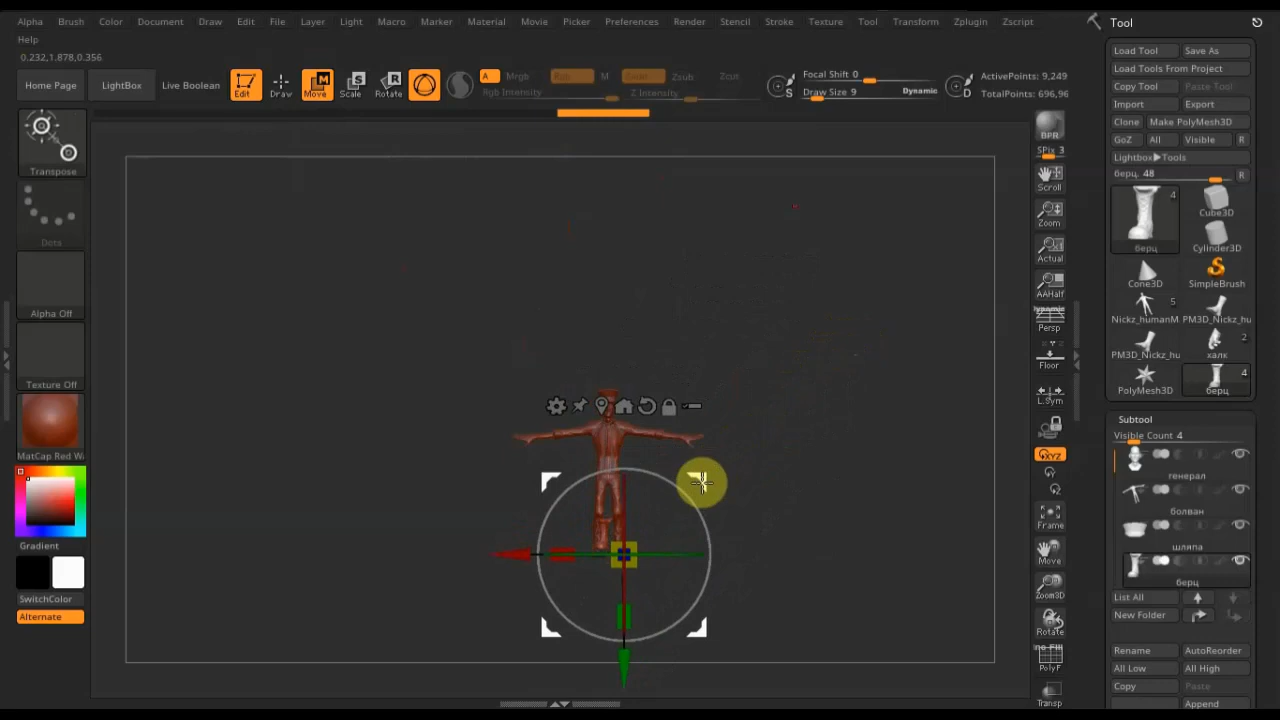 Alpha Brush Color Document Draw Edit File Layer Light Macro Marker Material Movie Picker Preferences Render Stencil Stroke Texture Tool Transform Zplugin Zscript
Help
0.232,1.878,0.356
Home Page
LightBox
Live Boolean
Edit
Draw
Move
Scale
Rotate
A
Mrgb
Rgb
M
Zadd
Zsub
Zcut
Rgb Intensity
Z Intensity
S
Focal Shift 0
Draw Size 9
Dynamic
D
ActivePoints: 9,249
TotalPoints: 696,96
Transpose
Dots
Alpha Off
Texture Off
MatCap Red W
Gradient
SwitchColor
Alternate
BPR
SPix 3
Scroll
Zoom
Actual
AAHalf
Dynamic
Persp
Floor
L.Sym
XYZ
Frame
Move
Zoom3D
Rotate
PolyF
Transp
Tool
Load Tool
Save As
Load Tools From Project
Copy Tool
Paste Tool
Import
Export
Clone
Make PolyMesh3D
GoZ
All
Visible
R
Lightbox▶Tools
берц. 48
R
4
берц
Cube3D
Cylinder3D
Cone3D
SimpleBrush
5
Nickz_humanM
PM3D_Nickz_hu
PM3D_Nickz_hu
2
халк
PolyMesh3D
4
берц
Subtool
Visible Count 4
генерал
болван
шляпа
берц
List All
New Folder
Rename
AutoReorder
All Low
All High
Copy
Paste
Append